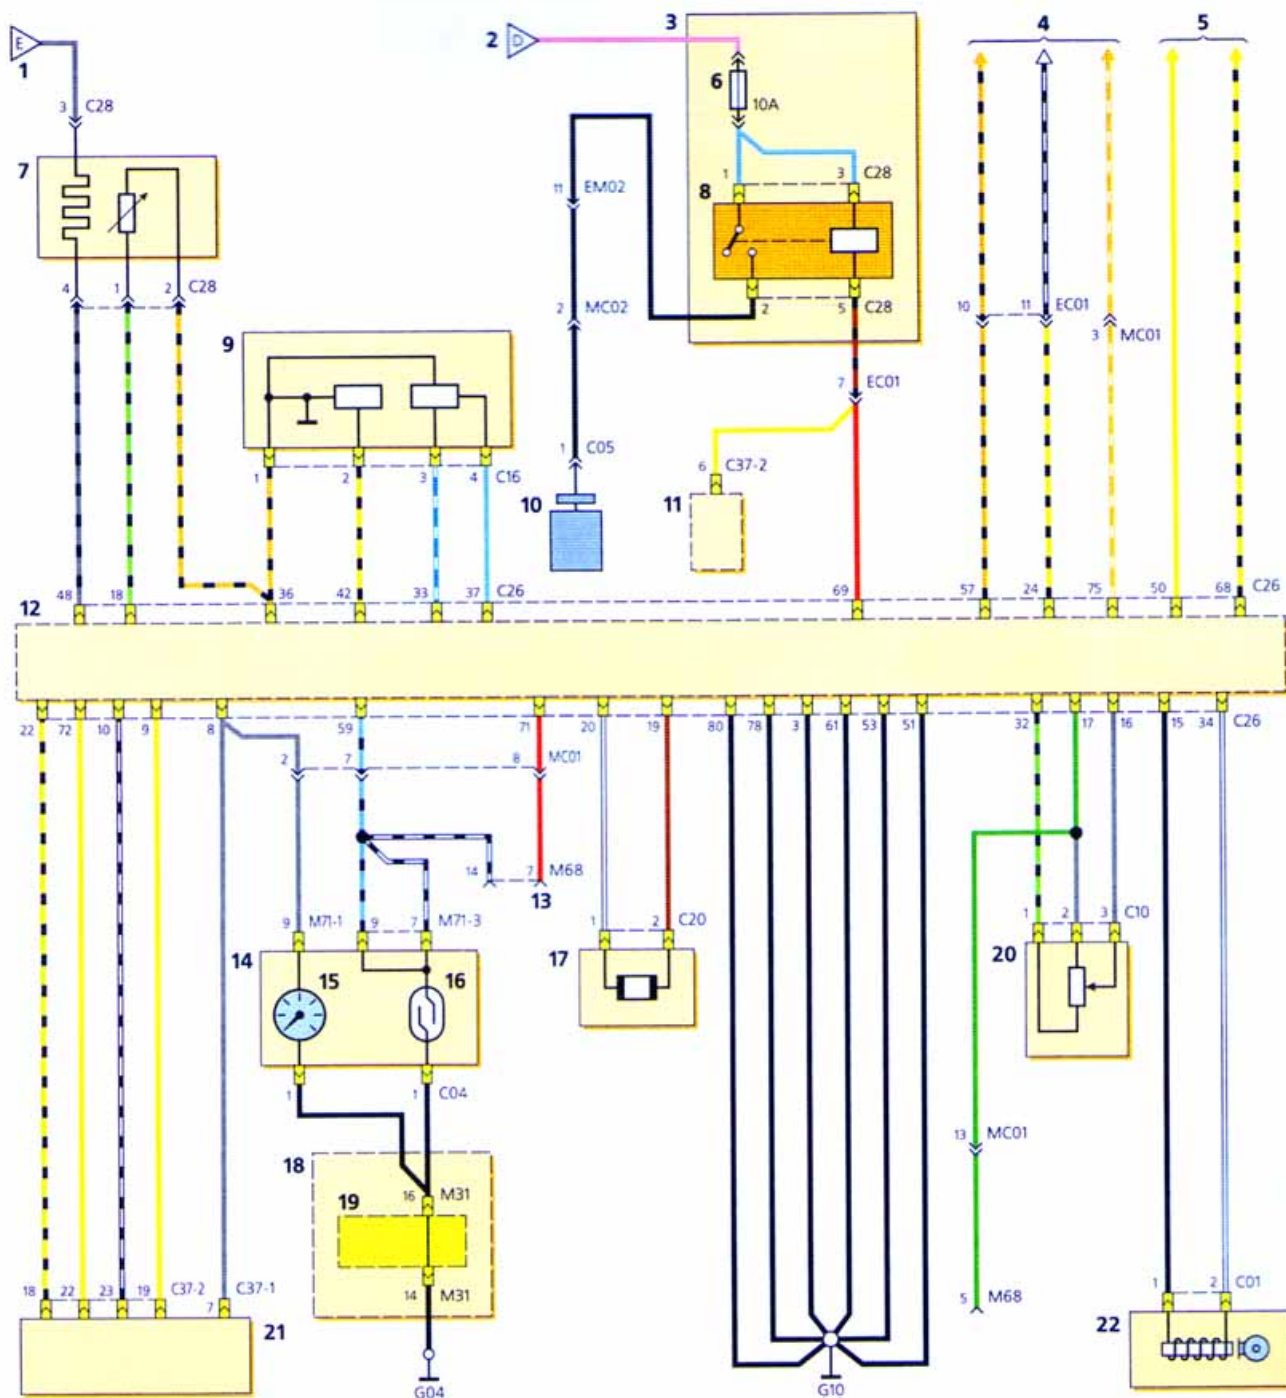 E
1
3 C28
7
4 1 2 C28
2 D
3
6
10A
1 3 C28
8
2 5 C28
11 EM02
2 MC02
1 C05
10
7 EC01
6 C37-2
11
4
5
10 11 EC01
3 MC01
9
1 2 3 4 C16
48 18 36 42 33 37 C26
69 57 24 75 50 68 C26
12
22 72 10 9 8 59 71 20 19 80 78 3 61 53 51 32 17 16 15 34 C26
2 7 8 MC01
14 7 M68
13
9 M71-1 9 7 M71-3
14 15 16
1 1 C04
18
16 M31
19
14 M31
G04
1 2 C20
17
1 2 3 C10
20
13 MC01
5 M68
18 22 23 19 C37-2 7 C37-1
21
G10
1 2 C01
22